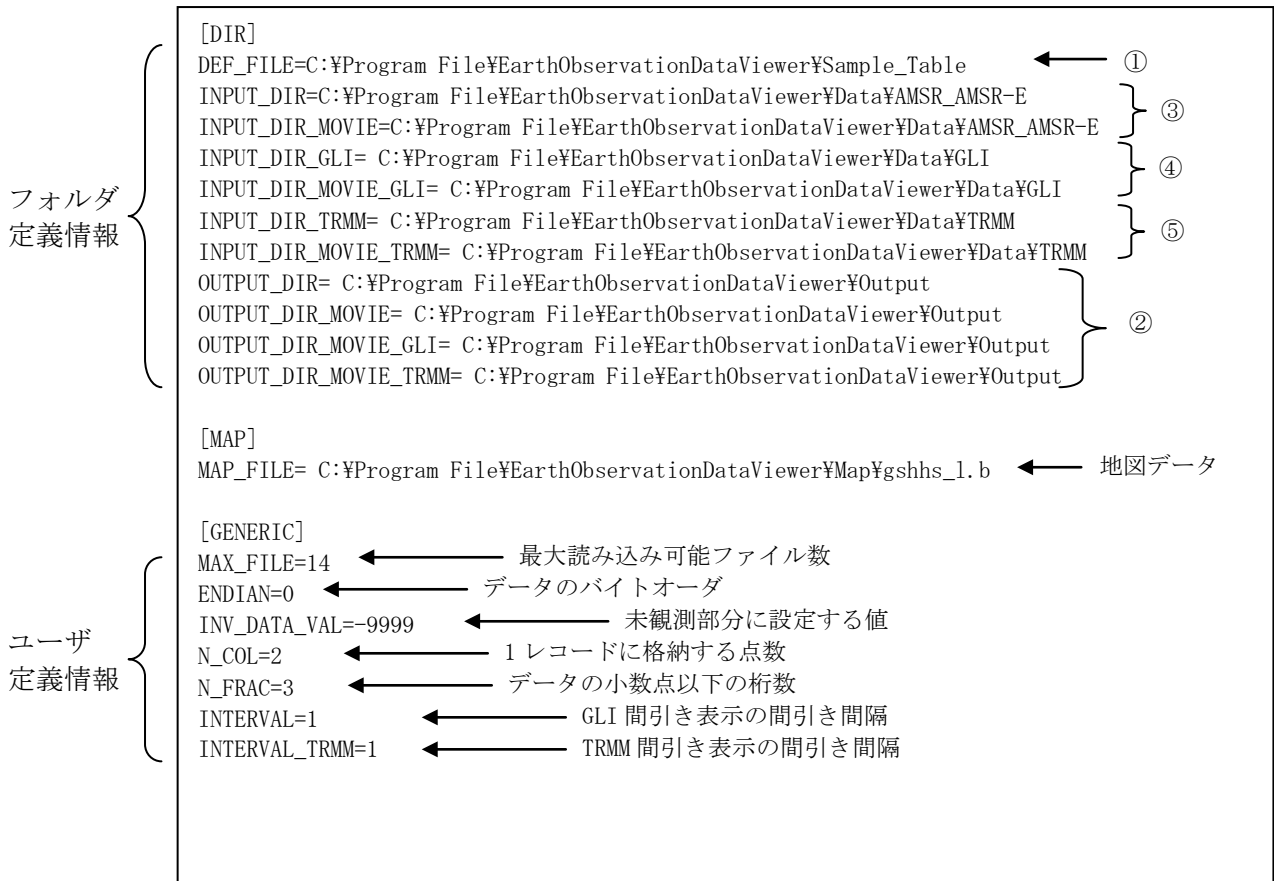 [DIR]
DEF_FILE=C:¥Program File¥EarthObservationDataViewer¥Sample_Table ①
INPUT_DIR=C:¥Program File¥EarthObservationDataViewer¥Data¥AMSR_AMSR-E
③
INPUT_DIR_MOVIE=C:¥Program File¥EarthObservationDataViewer¥Data¥AMSR_AMSR-E
INPUT_DIR_GLI= C:¥Program File¥EarthObservationDataViewer¥Data¥GLI
④
INPUT_DIR_MOVIE_GLI= C:¥Program File¥EarthObservationDataViewer¥Data¥GLI
フォルダ
定義情報
INPUT_DIR_TRMM= C:¥Program File¥EarthObservationDataViewer¥Data¥TRMM
⑤
INPUT_DIR_MOVIE_TRMM= C:¥Program File¥EarthObservationDataViewer¥Data¥TRMM
OUTPUT_DIR= C:¥Program File¥EarthObservationDataViewer¥Output
OUTPUT_DIR_MOVIE= C:¥Program File¥EarthObservationDataViewer¥Output
②
OUTPUT_DIR_MOVIE_GLI= C:¥Program File¥EarthObservationDataViewer¥Output
OUTPUT_DIR_MOVIE_TRMM= C:¥Program File¥EarthObservationDataViewer¥Output
[MAP]
MAP_FILE= C:¥Program File¥EarthObservationDataViewer¥Map¥gshhs_l.b 地図データ
[GENERIC]
MAX_FILE=14 最大読み込み可能ファイル数
ENDIAN=0 データのバイトオーダ
INV_DATA_VAL=-9999 未観測部分に設定する値
ユーザ
定義情報
N_COL=2 1レコードに格納する点数
N_FRAC=3 データの小数点以下の桁数
INTERVAL=1 GLI間引き表示の間引き間隔
INTERVAL_TRMM=1 TRMM間引き表示の間引き間隔